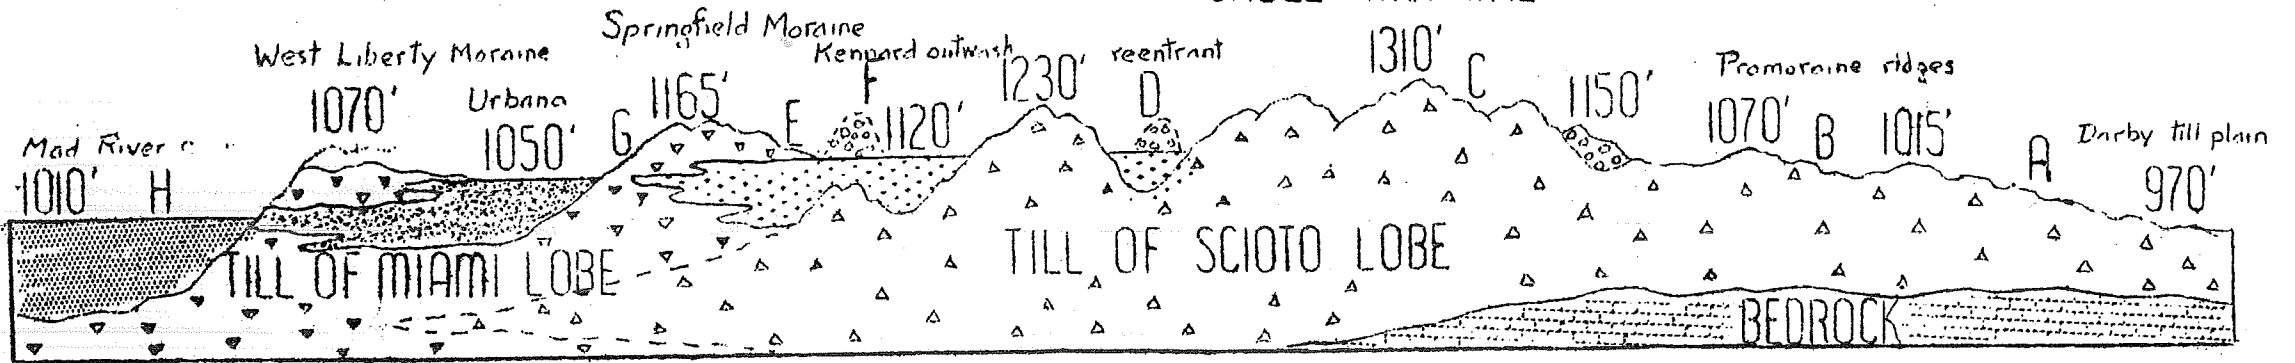 Springfield Moraine
West Liberty Moraine
Kennard outwash
reentrant
1310'
C
Promoraine ridges
1070'
Urbana
1165'
F
1230'
D
1150'
Mad River
1050'
G
E
1120'
1070'
B
1015'
A
Darby till plain
1010'
H
970'
TILL OF MIAMI LOBE
TILL OF SCIOTO LOBE
BEDROCK